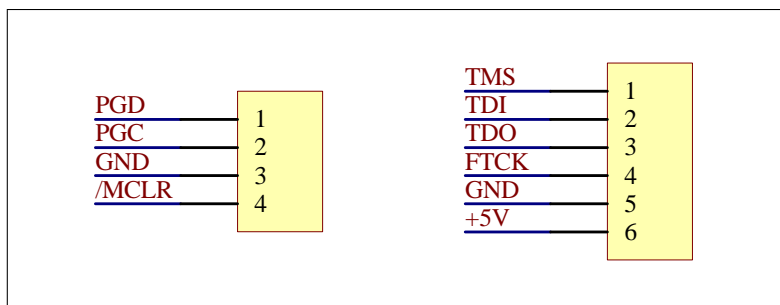 PGD 1
PGC 2
GND 3
/MCLR 4
TMS 1
TDI 2
TDO 3
FTCK 4
GND 5
+5V 6